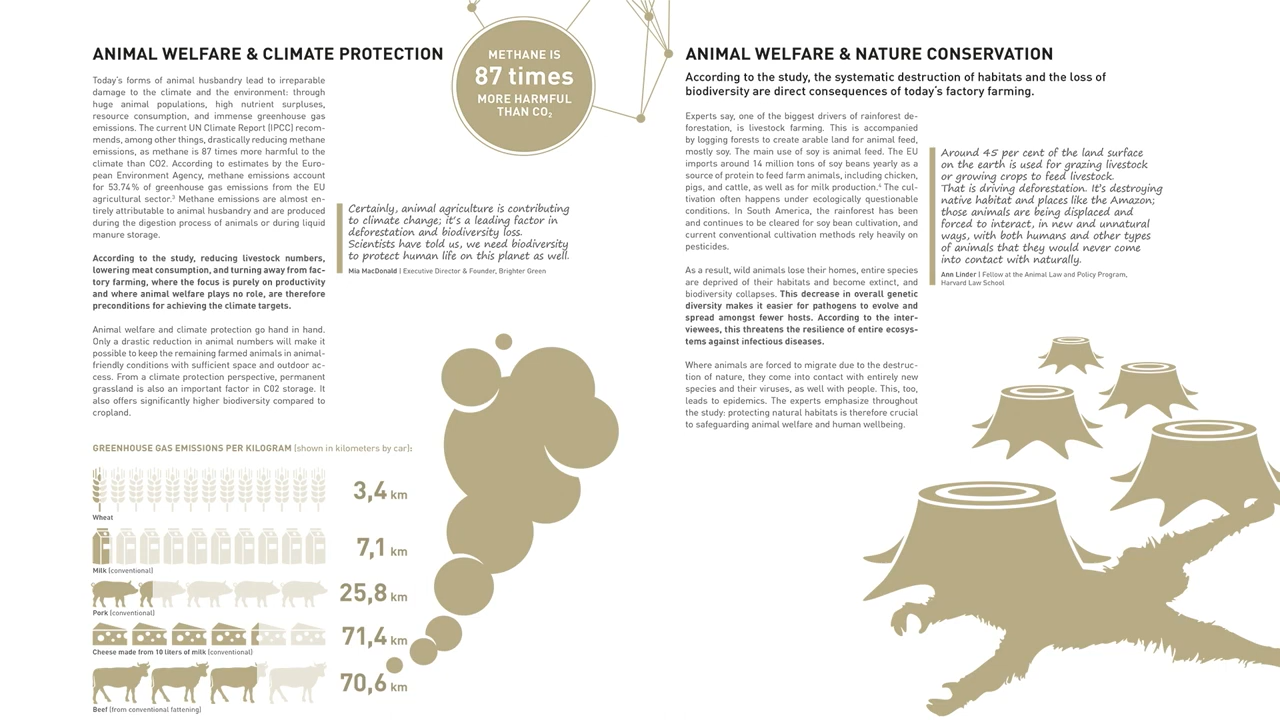 ANIMAL WELFARE & CLIMATE PROTECTION
Today's forms of animal husbandry lead to irreparable
damage to the climate and the environment: through
huge animal populations, high nutrient surpluses,
resource consumption, and immense greenhouse gas
emissions. The current UN Climate Report (IPCC) recom-
mends, among other things, drastically reducing methane
emissions, as methane is 87 times more harmful to the
climate than CO2. According to estimates by the Euro-
pean Environment Agency, methane emissions account
for 53.74 % of greenhouse gas emissions from the EU
agricultural sector.³ Methane emissions are almost en-
tirely attributable to animal husbandry and are produced
during the digestion process of animals or during liquid
manure storage.
According to the study, reducing livestock numbers,
lowering meat consumption, and turning away from fac-
tory farming, where the focus is purely on productivity
and where animal welfare plays no role, are therefore
preconditions for achieving the climate targets.
Animal welfare and climate protection go hand in hand.
Only a drastic reduction in animal numbers will make it
possible to keep the remaining farmed animals in animal-
friendly conditions with sufficient space and outdoor ac-
cess. From a climate protection perspective, permanent
grassland is also an important factor in CO2 storage. It
also offers significantly higher biodiversity compared to
cropland.
METHANE IS
87 times
MORE HARMFUL
THAN CO₂
Certainly, animal agriculture is contributing
to climate change; it's a leading factor in
deforestation and biodiversity loss.
Scientists have told us, we need biodiversity
to protect human life on this planet as well.
Mia MacDonald | Executive Director & Founder, Brighter Green
GREENHOUSE GAS EMISSIONS PER KILOGRAM (shown in kilometers by car):
3,4 km
Wheat
7,1 km
Milk (conventional)
25,8 km
Pork (conventional)
71,4 km
Cheese made from 10 liters of milk (conventional)
70,6 km
Beef (from conventional fattening)
ANIMAL WELFARE & NATURE CONSERVATION
According to the study, the systematic destruction of habitats and the loss of
biodiversity are direct consequences of today's factory farming.
Experts say, one of the biggest drivers of rainforest de-
forestation, is livestock farming. This is accompanied
by logging forests to create arable land for animal feed,
mostly soy. The main use of soy is animal feed. The EU
imports around 14 million tons of soy beans yearly as a
source of protein to feed farm animals, including chicken,
pigs, and cattle, as well as for milk production.⁴ The cul-
tivation often happens under ecologically questionable
conditions. In South America, the rainforest has been
and continues to be cleared for soy bean cultivation, and
current conventional cultivation methods rely heavily on
pesticides.
As a result, wild animals lose their homes, entire species
are deprived of their habitats and become extinct, and
biodiversity collapses. This decrease in overall genetic
diversity makes it easier for pathogens to evolve and
spread amongst fewer hosts. According to the inter-
viewees, this threatens the resilience of entire ecosys-
tems against infectious diseases.
Where animals are forced to migrate due to the destruc-
tion of nature, they come into contact with entirely new
species and their viruses, as well with people. This, too,
leads to epidemics. The experts emphasize throughout
the study: protecting natural habitats is therefore crucial
to safeguarding animal welfare and human wellbeing.
Around 45 per cent of the land surface
on the earth is used for grazing livestock
or growing crops to feed livestock.
That is driving deforestation. It's destroying
native habitat and places like the Amazon;
those animals are being displaced and
forced to interact, in new and unnatural
ways, with both humans and other types
of animals that they would never come
into contact with naturally.
Ann Linder | Fellow at the Animal Law and Policy Program,
Harvard Law School